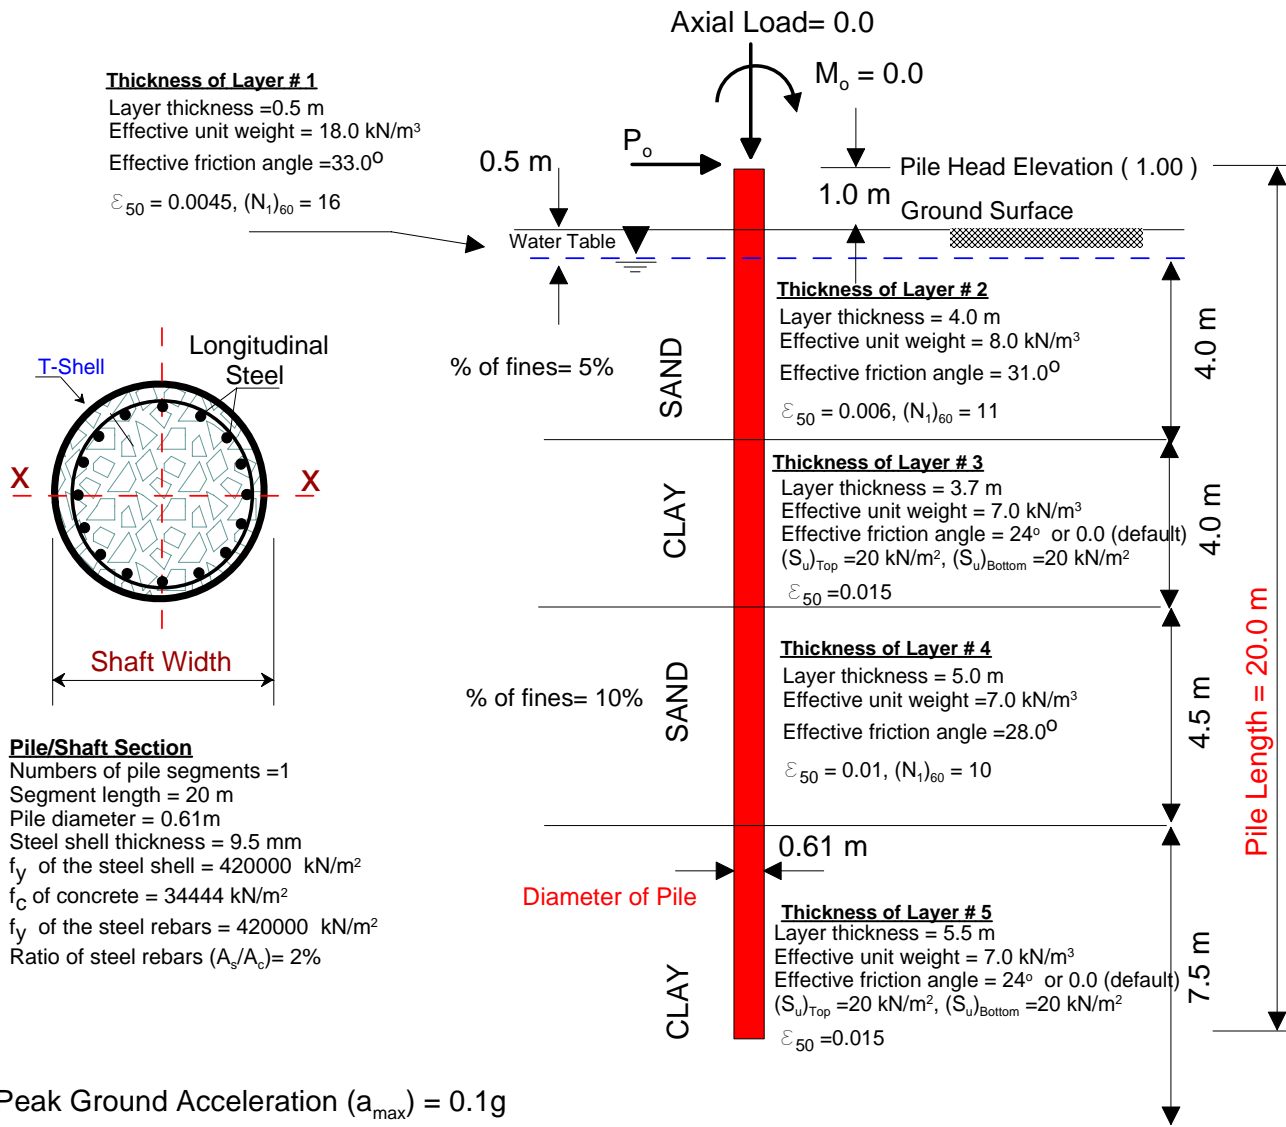 Axial Load= 0.0
M₀ = 0.0
Thickness of Layer # 1
Layer thickness =0.5 m
Effective unit weight = 18.0 kN/m³
Effective friction angle =33.0⁰
ε₅₀ = 0.0045, (N₁)₆₀ = 16
0.5 m
Pₒ
Pile Head Elevation ( 1.00 )
1.0 m
Ground Surface
Water Table
Thickness of Layer # 2
Layer thickness = 4.0 m
Effective unit weight = 8.0 kN/m³
Effective friction angle = 31.0⁰
ε₅₀ = 0.006, (N₁)₆₀ = 11
% of fines= 5%
SAND
4.0 m
T-Shell
Longitudinal
Steel
X
X
Shaft Width
Thickness of Layer # 3
Layer thickness = 3.7 m
Effective unit weight = 7.0 kN/m³
Effective friction angle = 24⁰ or 0.0 (default)
(Sᵤ)Top =20 kN/m², (Sᵤ)Bottom =20 kN/m²
ε₅₀ =0.015
CLAY
4.0 m
Thickness of Layer # 4
Layer thickness = 5.0 m
Effective unit weight =7.0 kN/m³
Effective friction angle =28.0⁰
ε₅₀ = 0.01, (N₁)₆₀ = 10
% of fines= 10%
SAND
4.5 m
Pile Length = 20.0 m
Pile/Shaft Section
Numbers of pile segments =1
Segment length = 20 m
Pile diameter = 0.61m
Steel shell thickness = 9.5 mm
fy of the steel shell = 420000 kN/m²
fc of concrete = 34444 kN/m²
fy of the steel rebars = 420000 kN/m²
Ratio of steel rebars (Aₛ/A꜀)= 2%
0.61 m
Diameter of Pile
Thickness of Layer # 5
Layer thickness = 5.5 m
Effective unit weight = 7.0 kN/m³
Effective friction angle = 24⁰ or 0.0 (default)
(Sᵤ)Top =20 kN/m², (Sᵤ)Bottom =20 kN/m²
ε₅₀ =0.015
CLAY
7.5 m
Peak Ground Acceleration (amax) = 0.1g